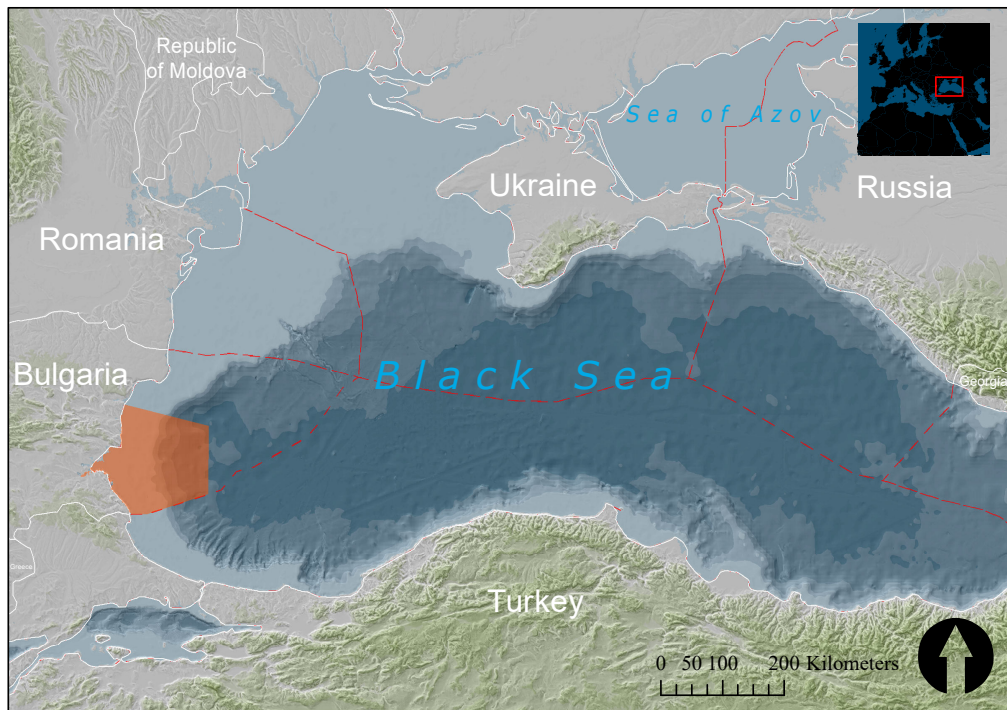 Republic
of Moldova
Sea of Azov
Ukraine
Russia
Romania
Black Sea
Bulgaria
Georgia
Greece
Turkey
0 50 100 200 Kilometers